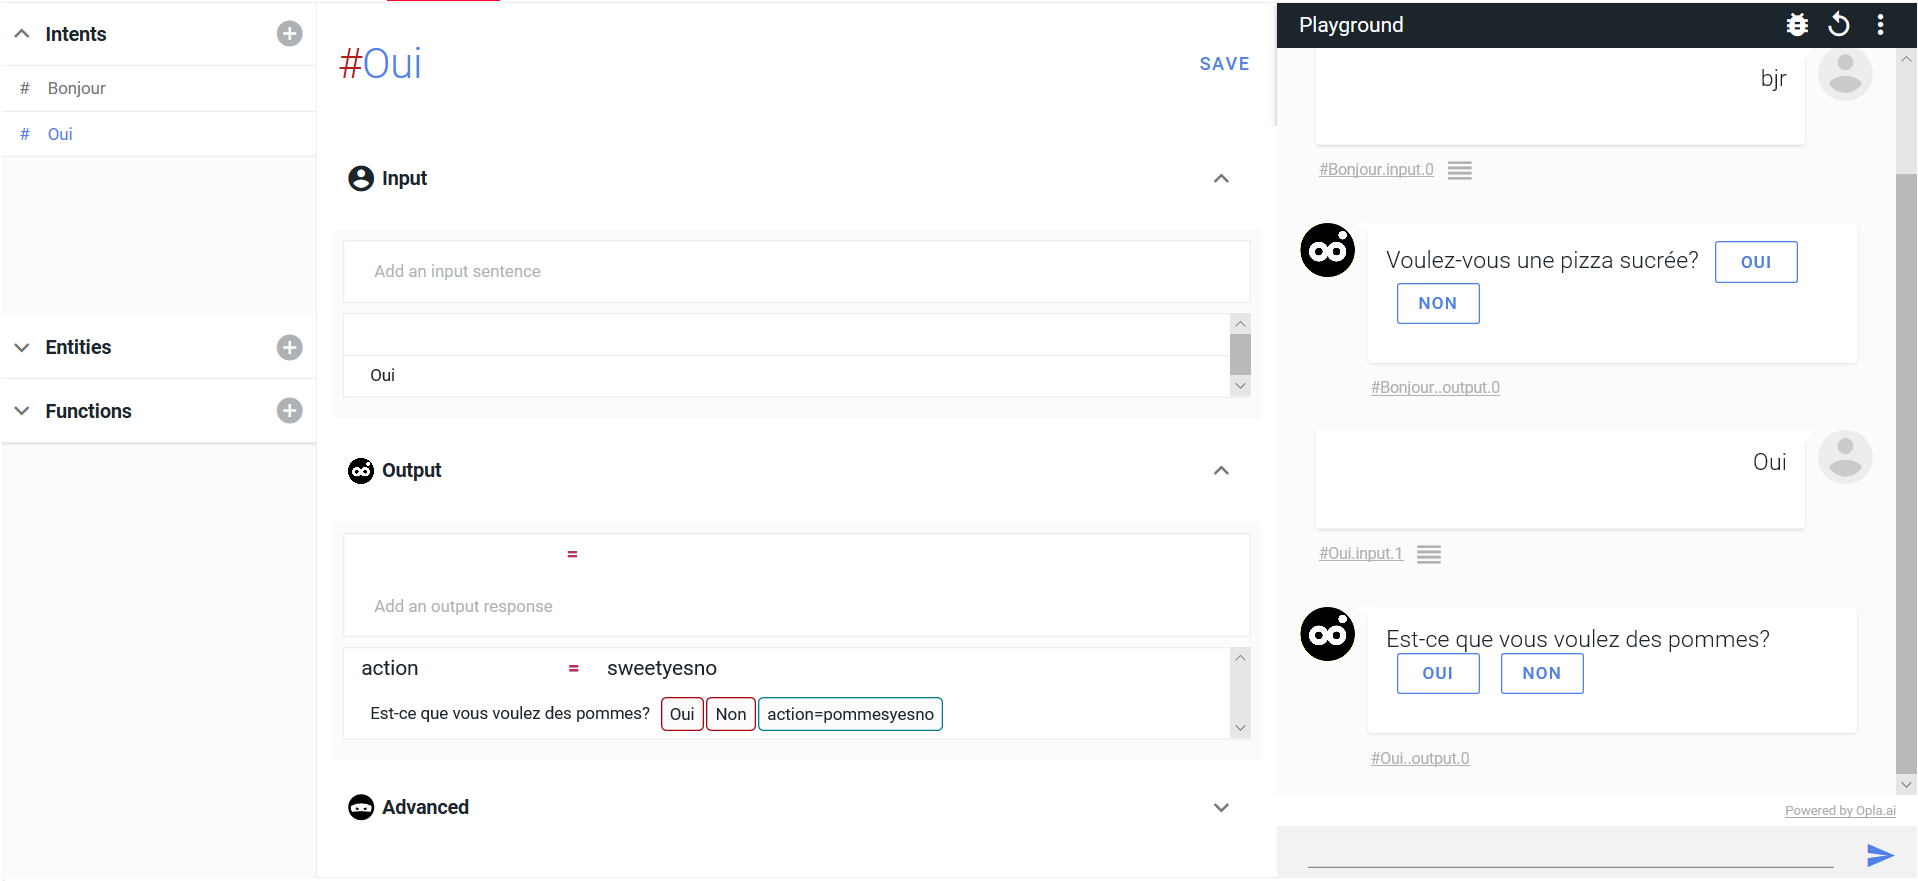 Intents
# Bonjour
# Oui
Entities
Functions
#Oui
SAVE
Input
Add an input sentence
Oui
Output
=
Add an output response
action = sweetyesno
Est-ce que vous voulez des pommes? Oui Non action=pommesyesno
Advanced
Playground
bjr
#Bonjour.input.0
Voulez-vous une pizza sucrée? OUI
NON
#Bonjour..output.0
Oui
#Oui.input.1
Est-ce que vous voulez des pommes?
OUI NON
#Oui..output.0
Powered by Opla.ai